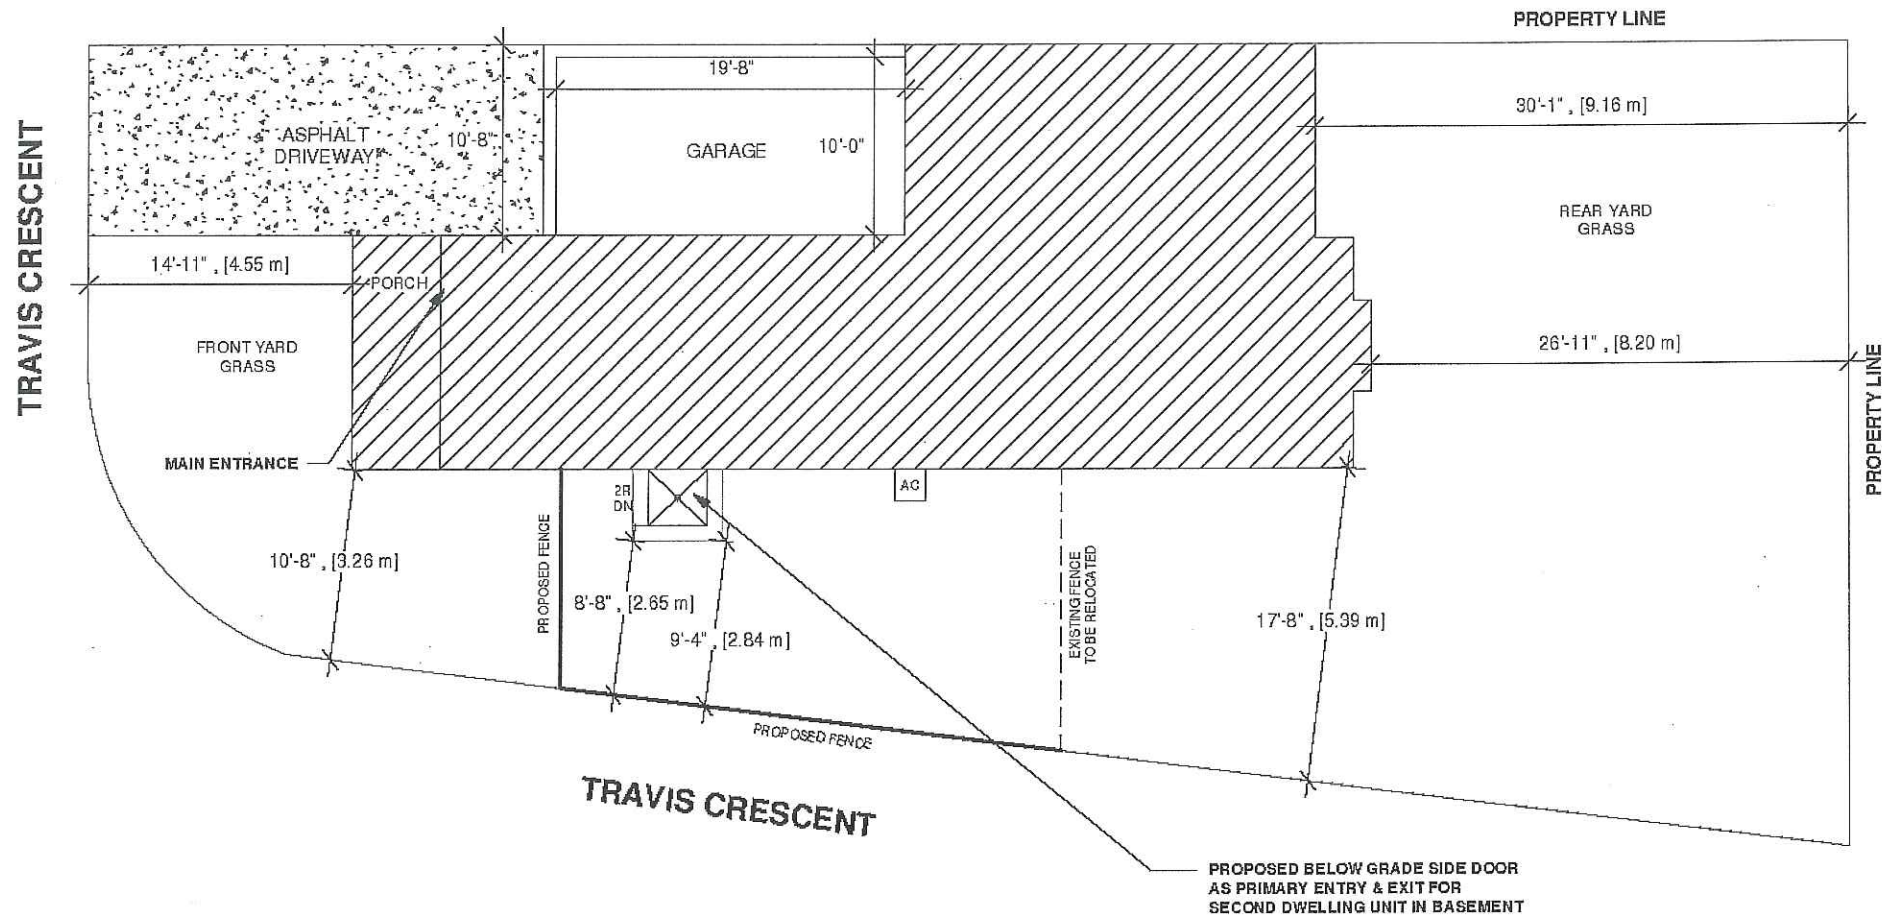 PROPERTY LINE
TRAVIS CRESCENT
19'-8"
30'-1" , [9.16 m]
ASPHALT
DRIVEWAY
10'-8"
GARAGE
10'-0"
REAR YARD
GRASS
14'-11" , [4.55 m]
PORCH
FRONT YARD
GRASS
26'-11" , [8.20 m]
PROPERTY LINE
MAIN ENTRANCE
2R
DN
AC
PROPOSED FENCE
10'-8" , [3.26 m]
8'-8" , [2.65 m]
9'-4" , [2.84 m]
EXISTING FENCE
TO BE RELOCATED
17'-8" , [5.39 m]
PROPOSED FENCE
TRAVIS CRESCENT
PROPOSED BELOW GRADE SIDE DOOR
AS PRIMARY ENTRY & EXIT FOR
SECOND DWELLING UNIT IN BASEMENT